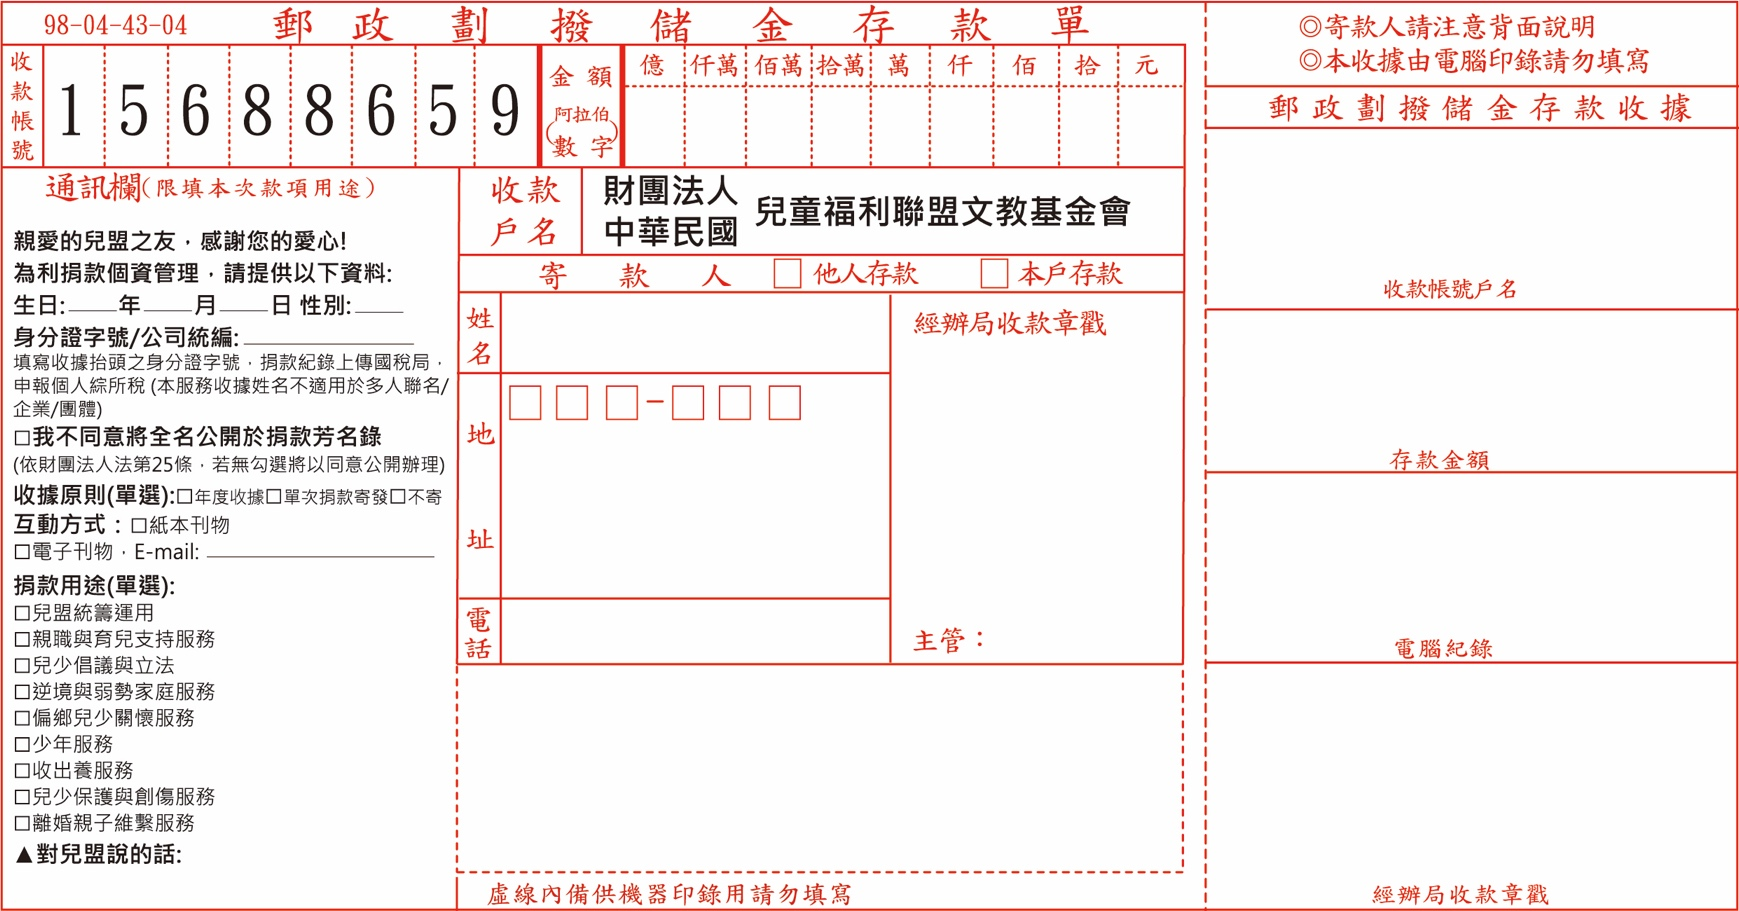 98-04-43-04 郵政劃撥儲金存款單
收款帳號 15688659
金額(阿拉伯數字) 億 仟萬 佰萬 拾萬 萬 仟 佰 拾 元
通訊欄(限填本次款項用途)
親愛的兒盟之友，感謝您的愛心!
為利捐款個資管理，請提供以下資料:
生日:____年____月____日 性別:____
身分證字號/公司統編:______________
填寫收據抬頭之身分證字號，捐款紀錄上傳國稅局，
申報個人綜所稅 (本服務收據姓名不適用於多人聯名/
企業/團體)
□我不同意將全名公開於捐款芳名錄
(依財團法人法第25條，若無勾選將以同意公開辦理)
收據原則(單選):□年度收據□單次捐款寄發□不寄
互動方式：□紙本刊物
□電子刊物，E-mail: ___________________
捐款用途(單選):
□兒盟統籌運用
□親職與育兒支持服務
□兒少倡議與立法
□逆境與弱勢家庭服務
□偏鄉兒少關懷服務
□少年服務
□收出養服務
□兒少保護與創傷服務
□離婚親子維繫服務
▲對兒盟說的話:
收款戶名
財團法人
中華民國
兒童福利聯盟文教基金會
寄款人 □他人存款 □本戶存款
姓名
地址
□□□-□□□
電話
經辦局收款章戳
主管：
虛線內備供機器印錄用請勿填寫
◎寄款人請注意背面說明
◎本收據由電腦印錄請勿填寫
郵政劃撥儲金存款收據
收款帳號戶名
存款金額
電腦紀錄
經辦局收款章戳